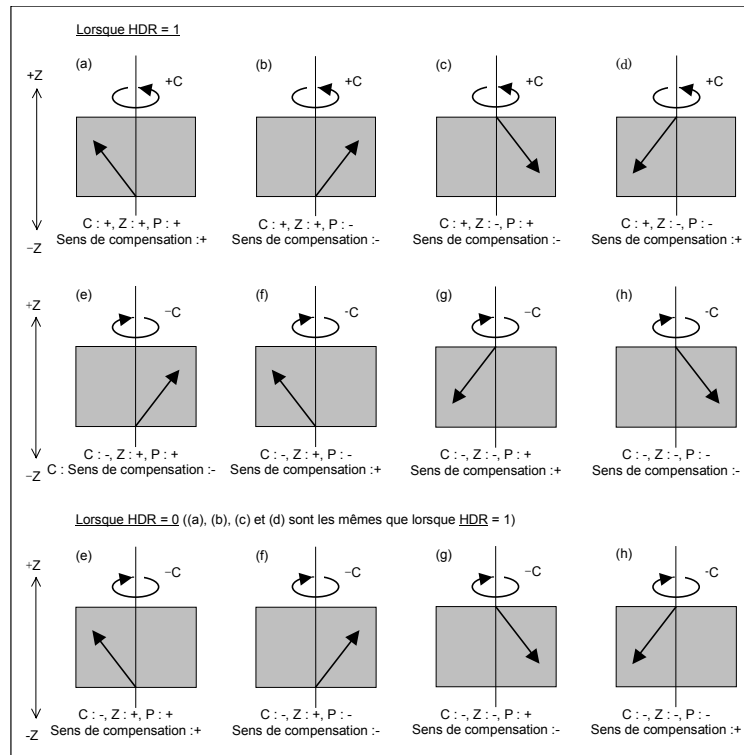 Lorsque HDR = 1
(a) (b) (c) (d)
+Z +C +C +C +C
−Z
C : +, Z : +, P : + C : +, Z : +, P : - C : +, Z : -, P : + C : +, Z : -, P : -
Sens de compensation :+ Sens de compensation :- Sens de compensation :- Sens de compensation :+
(e) (f) (g) (h)
+Z −C -C −C -C
−Z
C : -, Z : +, P : + C : -, Z : +, P : - C : -, Z : -, P : + C : -, Z : -, P : -
C : Sens de compensation :- Sens de compensation :+ Sens de compensation :+ Sens de compensation :-
Lorsque HDR = 0 ((a), (b), (c) et (d) sont les mêmes que lorsque HDR = 1)
(e) (f) (g) (h)
+Z −C −C −C -C
-Z
C : -, Z : +, P : + C : -, Z : +, P : - C : -, Z : -, P : + C : -, Z : -, P : -
Sens de compensation :+ Sens de compensation :- Sens de compensation :- Sens de compensation :+